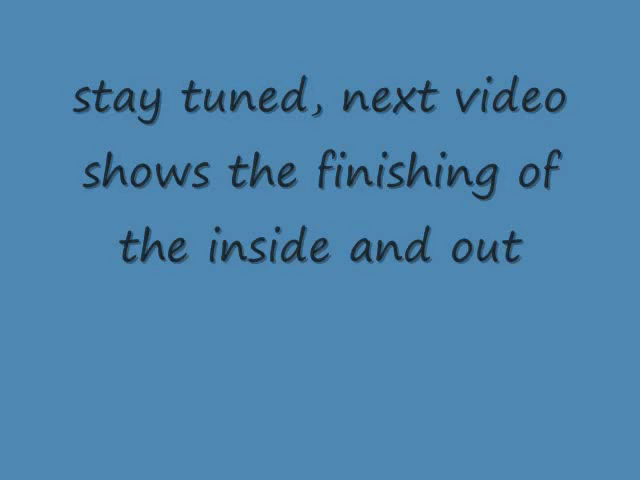 stay tuned, next video
shows the finishing of
the inside and out